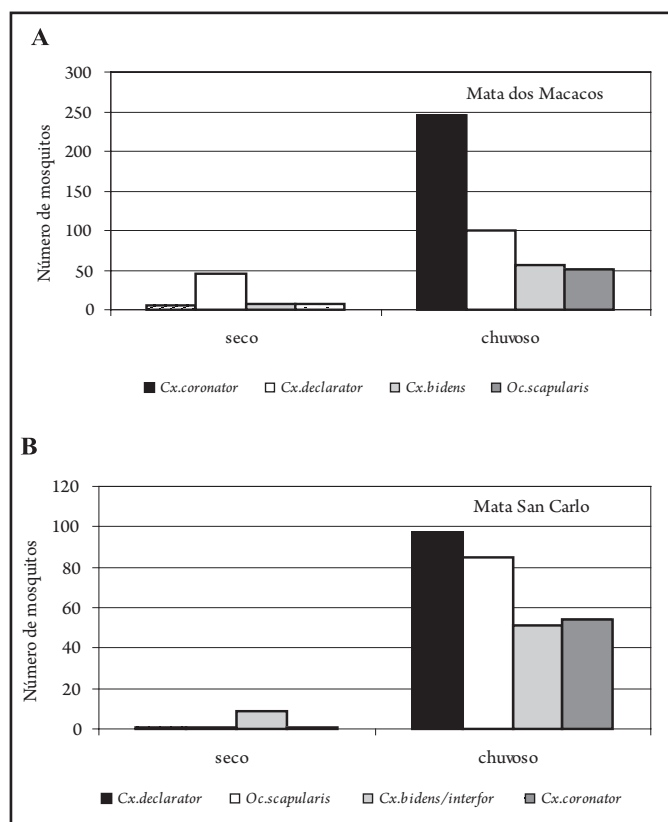 A
Mata dos Macacos
Número de mosquitos
300
250
200
150
100
50
0
seco chuvoso
Cx.coronator Cx.declarator Cx.bidens Oc.scapularis
B
Mata San Carlo
Número de mosquitos
120
100
80
60
40
20
0
seco chuvoso
Cx.declarator Oc.scapularis Cx.bidens/interfor Cx.coronator